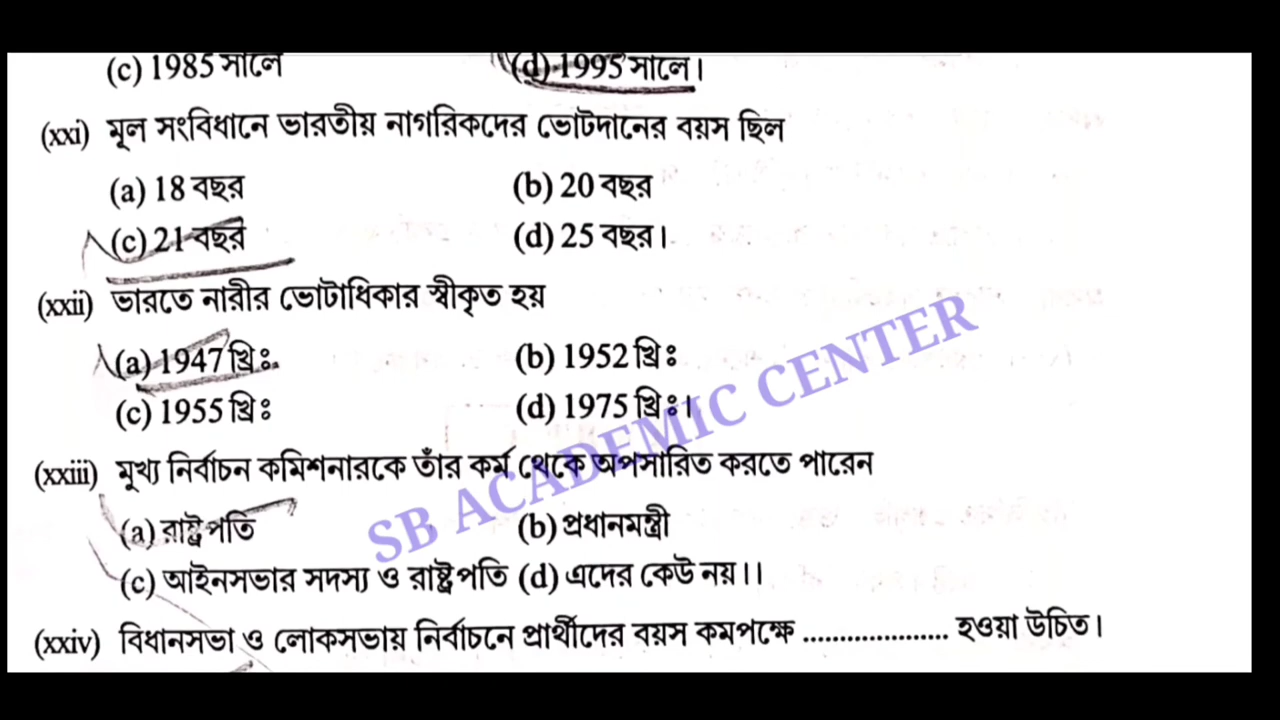 (c) 1985 সালে (d) 1995 সালে।
(xxi) মূল সংবিধানে ভারতীয় নাগরিকদের ভোটদানের বয়স ছিল
(a) 18 বছর (b) 20 বছর
(c) 21 বছর (d) 25 বছর।
(xxii) ভারতে নারীর ভোটাধিকার স্বীকৃত হয়
(a) 1947 খ্রিঃ (b) 1952 খ্রিঃ
(c) 1955 খ্রিঃ (d) 1975 খ্রিঃ।
(xxiii) মুখ্য নির্বাচন কমিশনারকে তাঁর কর্ম থেকে অপসারিত করতে পারেন
(a) রাষ্ট্রপতি (b) প্রধানমন্ত্রী
(c) আইনসভার সদস্য ও রাষ্ট্রপতি (d) এদের কেউ নয়।।
(xxiv) বিধানসভা ও লোকসভায় নির্বাচনে প্রার্থীদের বয়স কমপক্ষে .................... হওয়া উচিত।
SB ACADEMIC CENTER